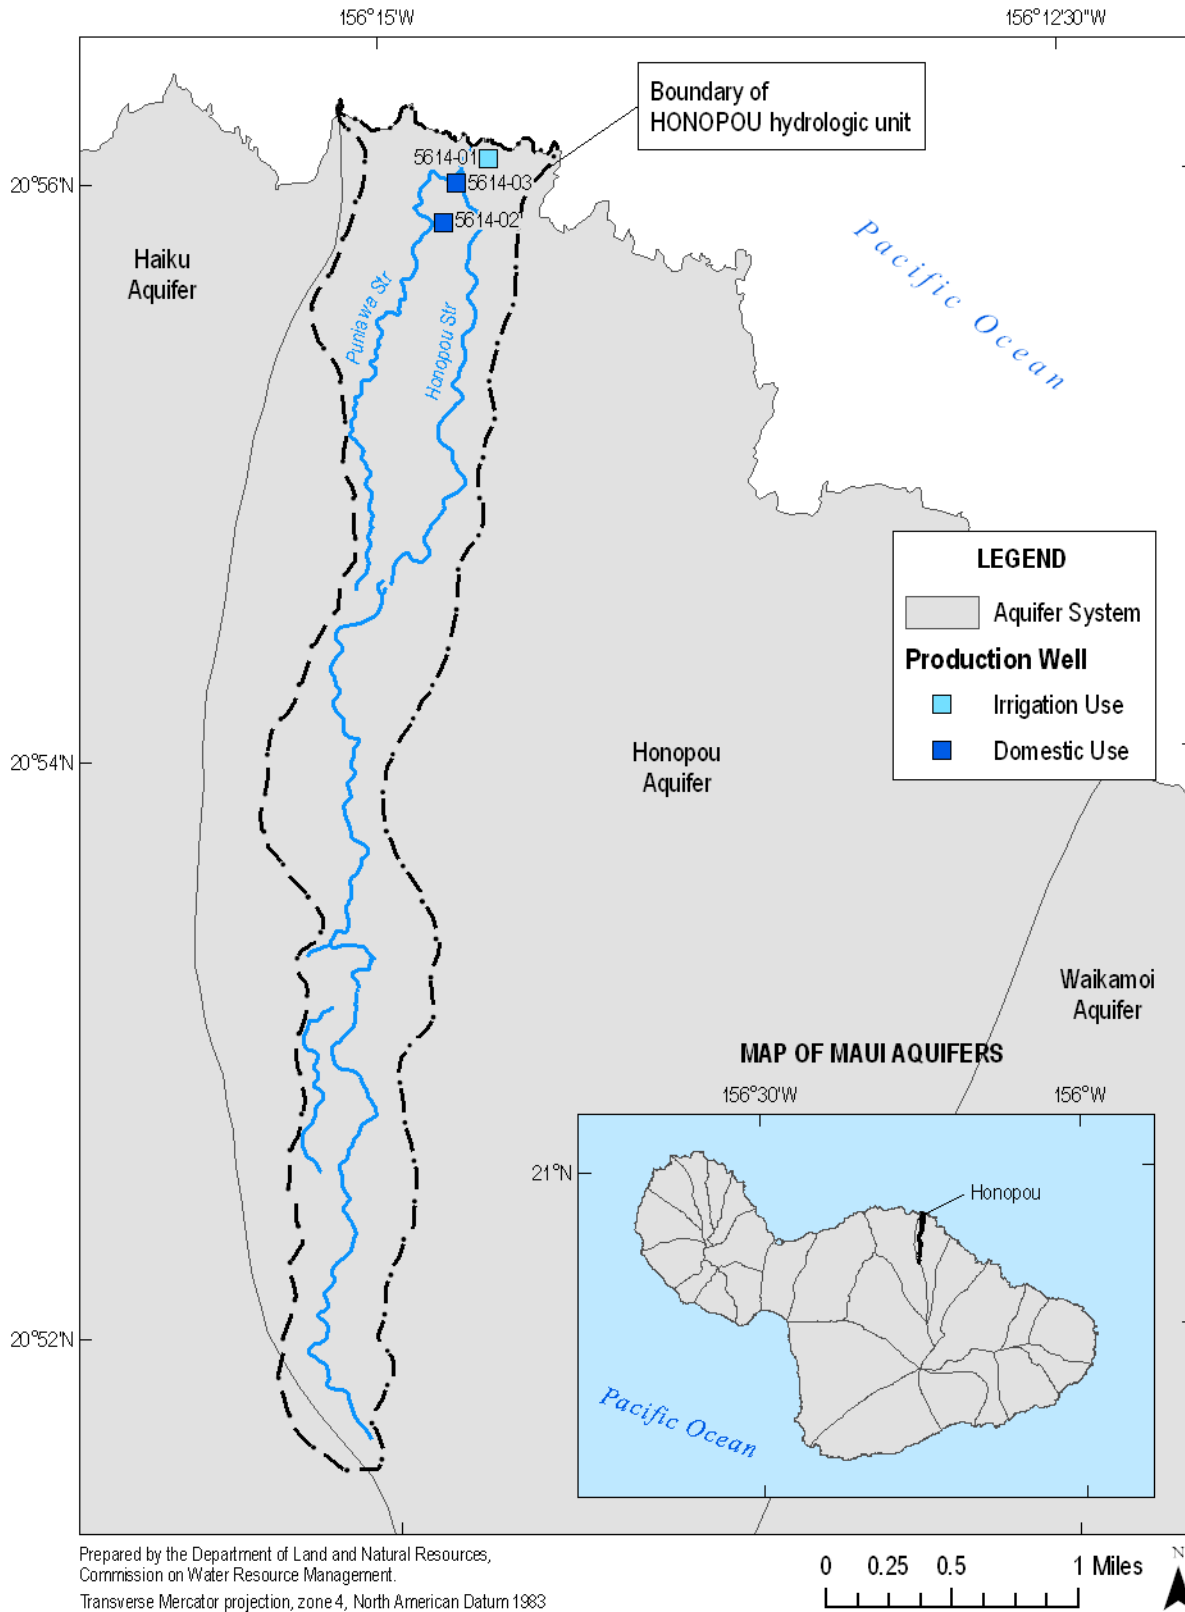 156°15'W
156°12'30"W
Boundary of
HONOPOU hydrologic unit
5614-01
20°56'N
5614-03
5614-02
Haiku
Aquifer
Pacific Ocean
Puniawa Str
Honopou Str
LEGEND
Aquifer System
Production Well
Irrigation Use
Domestic Use
20°54'N
Honopou
Aquifer
Waikamoi
Aquifer
MAP OF MAUI AQUIFERS
156°30'W
156°W
21°N
Honopou
20°52'N
Pacific Ocean
Prepared by the Department of Land and Natural Resources,
Commission on Water Resource Management.
Transverse Mercator projection, zone 4, North American Datum 1983
0 0.25 0.5 1 Miles
N